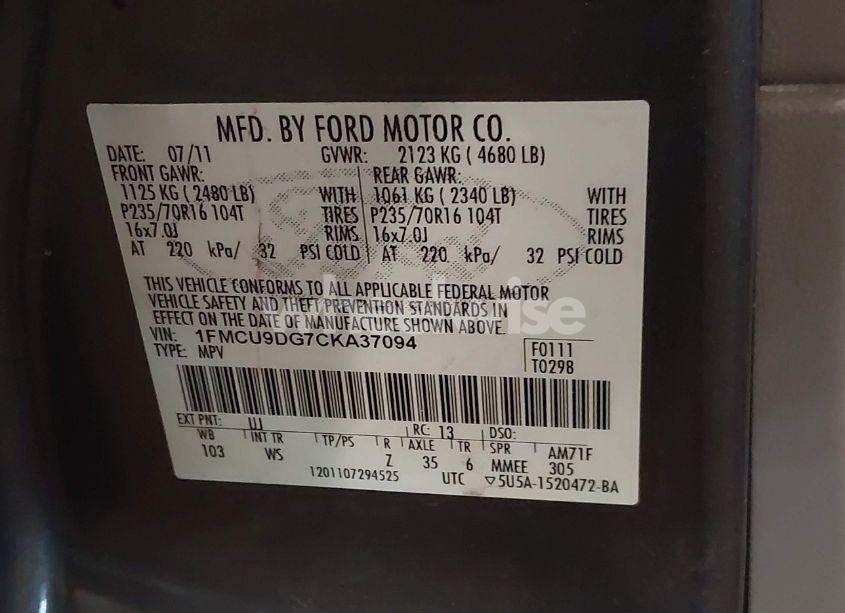 MFD. BY FORD MOTOR CO.
DATE: 07/11 GVWR: 2123 KG ( 4680 LB)
FRONT GAWR: REAR GAWR:
1125 KG ( 2480 LB) WITH 1061 KG ( 2340 LB) WITH
P235/70R16 104T TIRES P235/70R16 104T TIRES
16x7.0J RIMS 16x7.0J RIMS
AT 220 kPa/ 32 PSI COLD AT 220 kPa/ 32 PSI COLD
THIS VEHICLE CONFORMS TO ALL APPLICABLE FEDERAL MOTOR
VEHICLE SAFETY AND THEFT PREVENTION STANDARDS IN
EFFECT ON THE DATE OF MANUFACTURE SHOWN ABOVE.
VIN: 1FMCU9DG7CKA37094
TYPE: MPV
F0111
T0298
EXT PNT: UJ RC: 13 DSO:
WB INT TR TP/PS R AXLE TR SPR AM71F
103 WS Z 35 6 MMEE 305
1201107294525 UTC ▽5U5A-1520472-BA